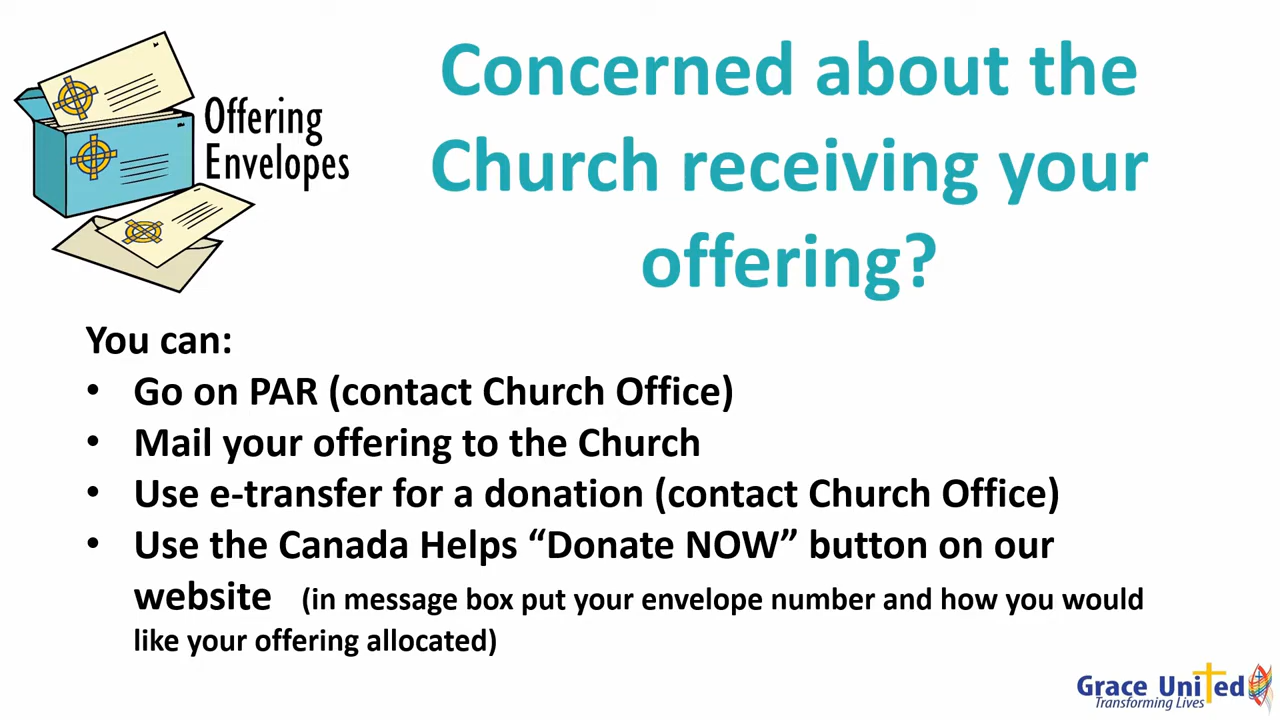 Offering
Envelopes
Concerned about the
Church receiving your
offering?
You can:
• Go on PAR (contact Church Office)
• Mail your offering to the Church
• Use e-transfer for a donation (contact Church Office)
• Use the Canada Helps “Donate NOW” button on our
website (in message box put your envelope number and how you would
like your offering allocated)
Grace United
Transforming Lives